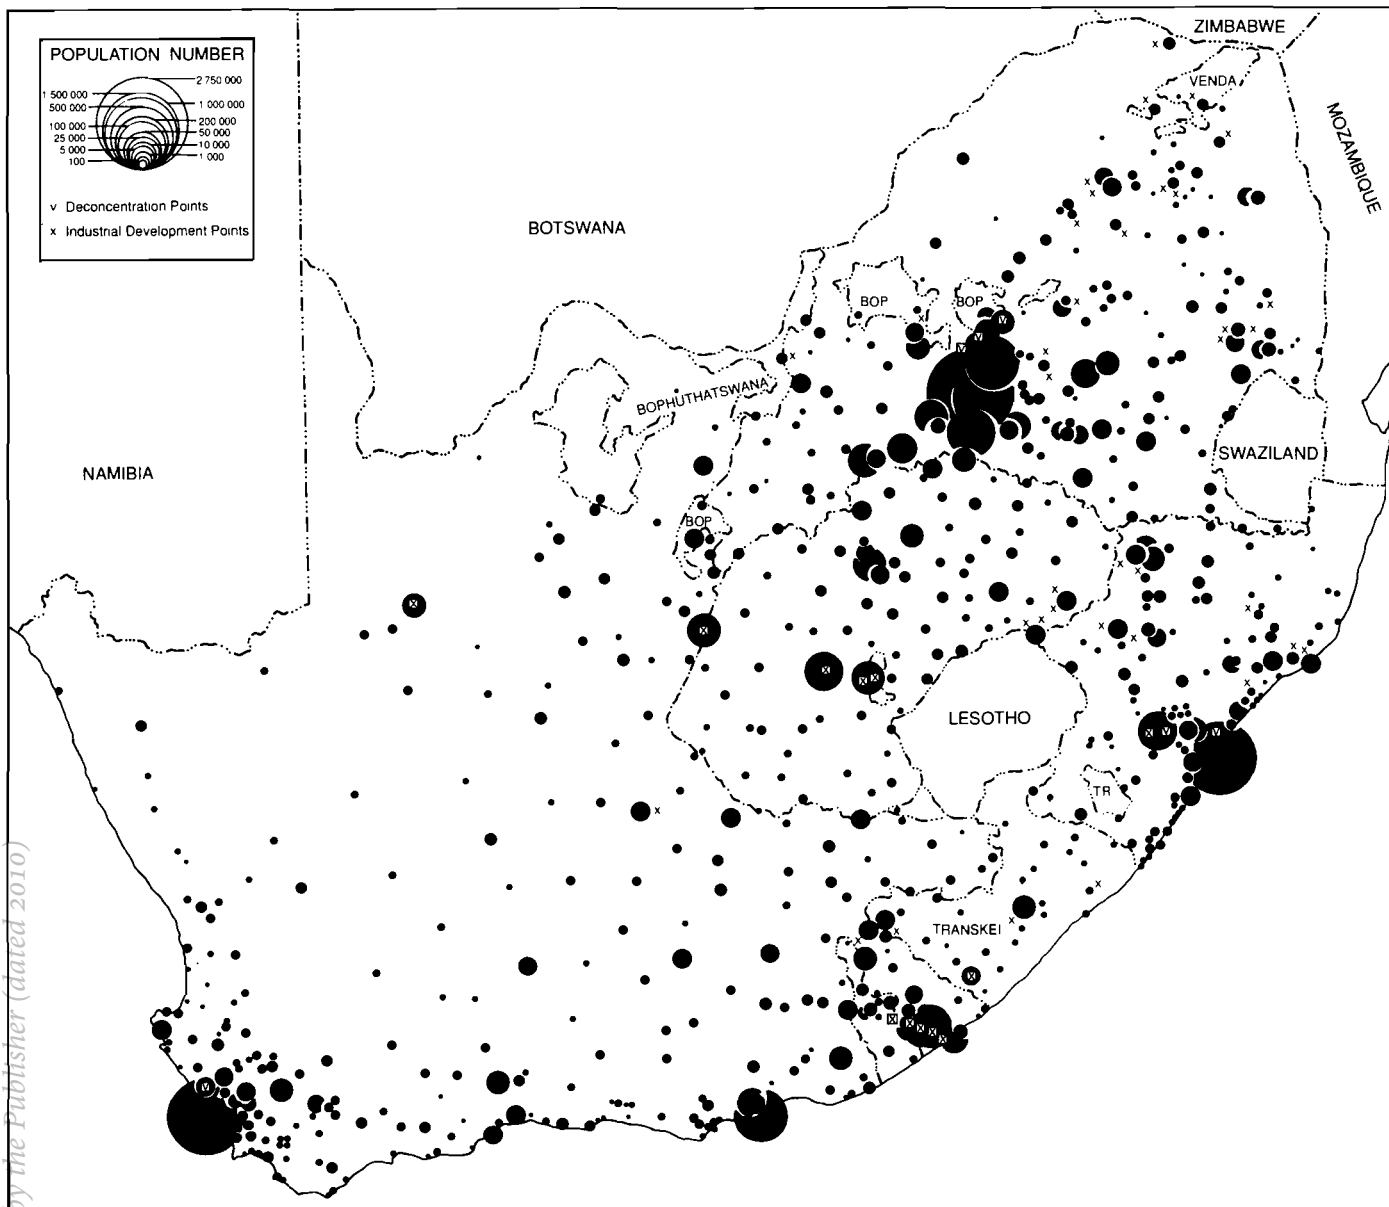 POPULATION NUMBER
2 750 000
1 500 000
1 000 000
500 000
200 000
100 000
50 000
25 000
10 000
5 000
1 000
100
v Deconcentration Points
x Industrial Development Points
ZIMBABWE
VENDA
MOZAMBIQUE
BOTSWANA
BOP
BOP
BOPHUTHATSWANA
NAMIBIA
SWAZILAND
BOP
LESOTHO
TR
TRANSKEI
by the Publisher (dated 2010)